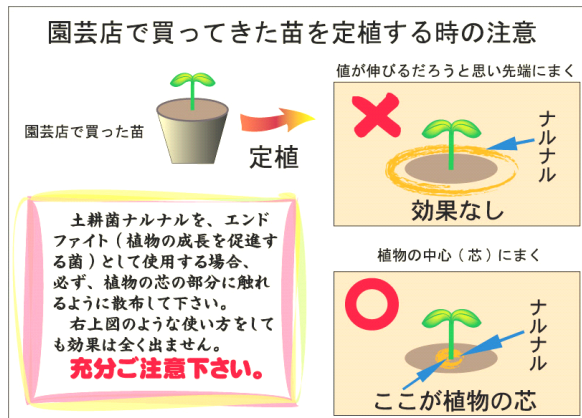 園芸店で買ってきた苗を定植する時の注意
園芸店で買った苗
定植
値が伸びるだろうと思い先端にまく
ナルナル
効果なし
土耕菌ナルナルを、エンド
ファイト（植物の成長を促進す
る菌）として使用する場合、
必ず、植物の芯の部分に触れ
るように散布して下さい。
右上図のような使い方をして
も効果は全く出ません。
充分ご注意下さい。
植物の中心（芯）にまく
ナルナル
ここが植物の芯